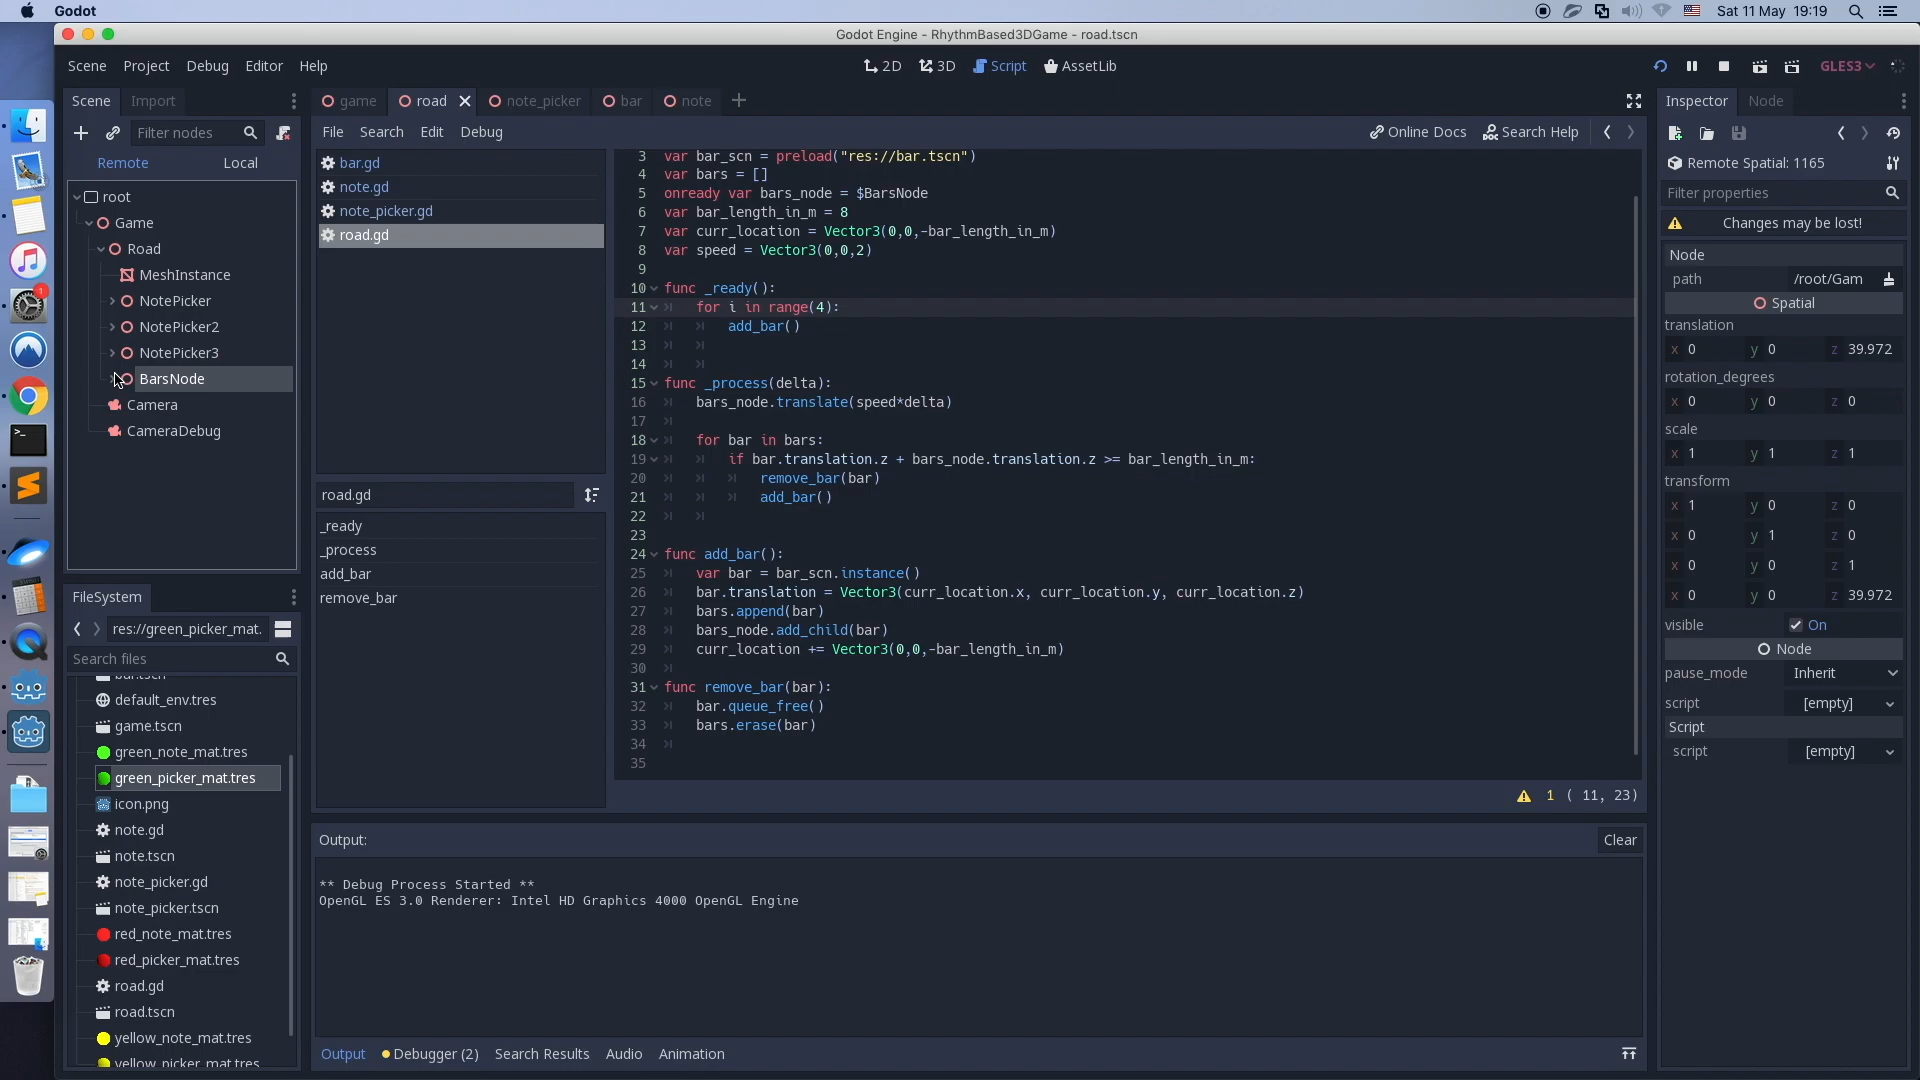 Godot
Sat 11 May 19:19
Godot Engine - RhythmBased3DGame - road.tscn
Scene Project Debug Editor Help
2D 3D Script AssetLib
GLES3
Scene Import
game road note_picker bar note
Inspector Node
Filter nodes
File Search Edit Debug
Online Docs Search Help
Remote Local
root
Game
Road
MeshInstance
NotePicker
NotePicker2
NotePicker3
BarsNode
Camera
CameraDebug
FileSystem
res://green_picker_mat.
Search files
default_env.tres
game.tscn
green_note_mat.tres
green_picker_mat.tres
icon.png
note.gd
note.tscn
note_picker.gd
note_picker.tscn
red_note_mat.tres
red_picker_mat.tres
road.gd
road.tscn
yellow_note_mat.tres
yellow_picker_mat.tres
bar.gd
note.gd
note_picker.gd
road.gd
road.gd
_ready
_process
add_bar
remove_bar
3 var bar_scn = preload("res://bar.tscn")
4 var bars = []
5 onready var bars_node = $BarsNode
6 var bar_length_in_m = 8
7 var curr_location = Vector3(0,0,-bar_length_in_m)
8 var speed = Vector3(0,0,2)
9
10 func _ready():
11 for i in range(4):
12 add_bar()
13
14
15 func _process(delta):
16 bars_node.translate(speed*delta)
17
18 for bar in bars:
19 if bar.translation.z + bars_node.translation.z >= bar_length_in_m:
20 remove_bar(bar)
21 add_bar()
22
23
24 func add_bar():
25 var bar = bar_scn.instance()
26 bar.translation = Vector3(curr_location.x, curr_location.y, curr_location.z)
27 bars.append(bar)
28 bars_node.add_child(bar)
29 curr_location += Vector3(0,0,-bar_length_in_m)
30
31 func remove_bar(bar):
32 bar.queue_free()
33 bars.erase(bar)
34
35
1 ( 11, 23)
Output:
Clear
** Debug Process Started **
OpenGL ES 3.0 Renderer: Intel HD Graphics 4000 OpenGL Engine
Output Debugger (2) Search Results Audio Animation
Remote Spatial: 1165
Filter properties
Changes may be lost!
Node
path /root/Gam
Spatial
translation
x 0 y 0 z 39.972
rotation_degrees
x 0 y 0 z 0
scale
x 1 y 1 z 1
transform
x 1 y 0 z 0
x 0 y 1 z 0
x 0 y 0 z 1
x 0 y 0 z 39.972
visible On
Node
pause_mode Inherit
script [empty]
Script
script [empty]